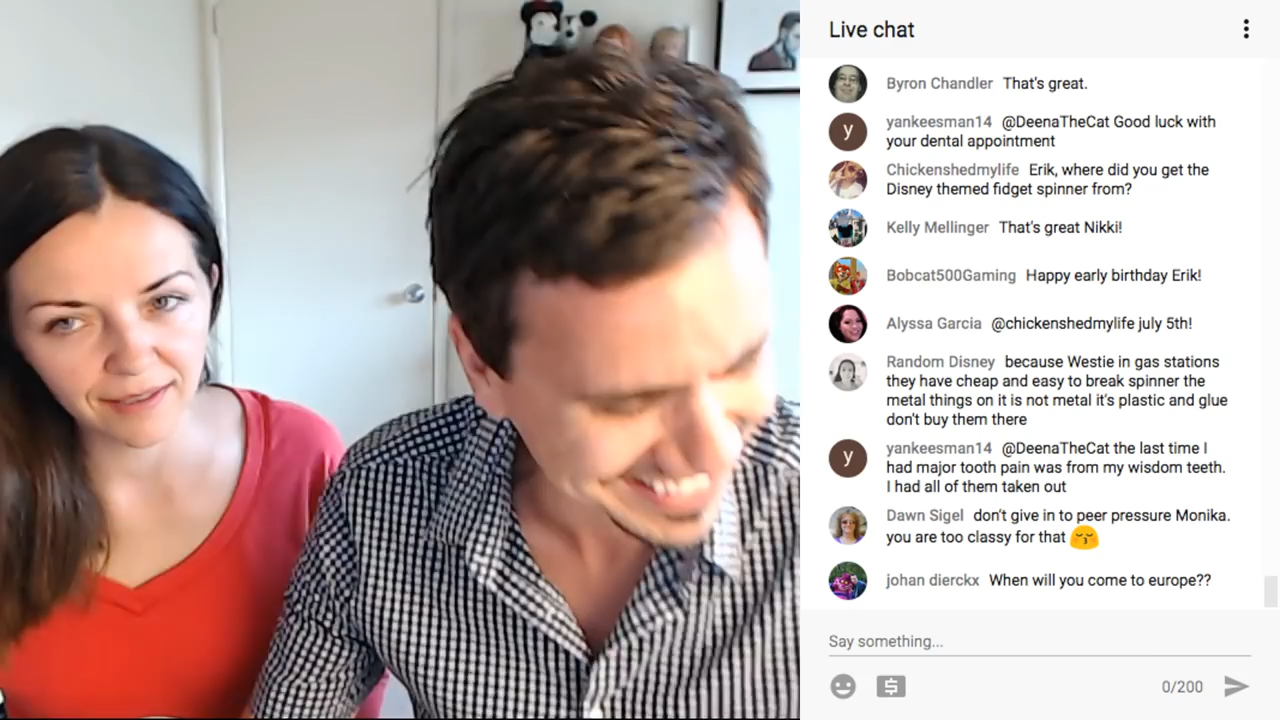 Live chat
Byron Chandler That's great.
y
yankeesman14 @DeenaTheCat Good luck with
your dental appointment
Chickenshedmylife Erik, where did you get the
Disney themed fidget spinner from?
Kelly Mellinger That's great Nikki!
Bobcat500Gaming Happy early birthday Erik!
Alyssa Garcia @chickenshedmylife july 5th!
Random Disney because Westie in gas stations
they have cheap and easy to break spinner the
metal things on it is not metal it's plastic and glue
don't buy them there
y
yankeesman14 @DeenaTheCat the last time I
had major tooth pain was from my wisdom teeth.
I had all of them taken out
Dawn Sigel don't give in to peer pressure Monika.
you are too classy for that 😚
johan dierckx When will you come to europe??
Say something...
$
0/200